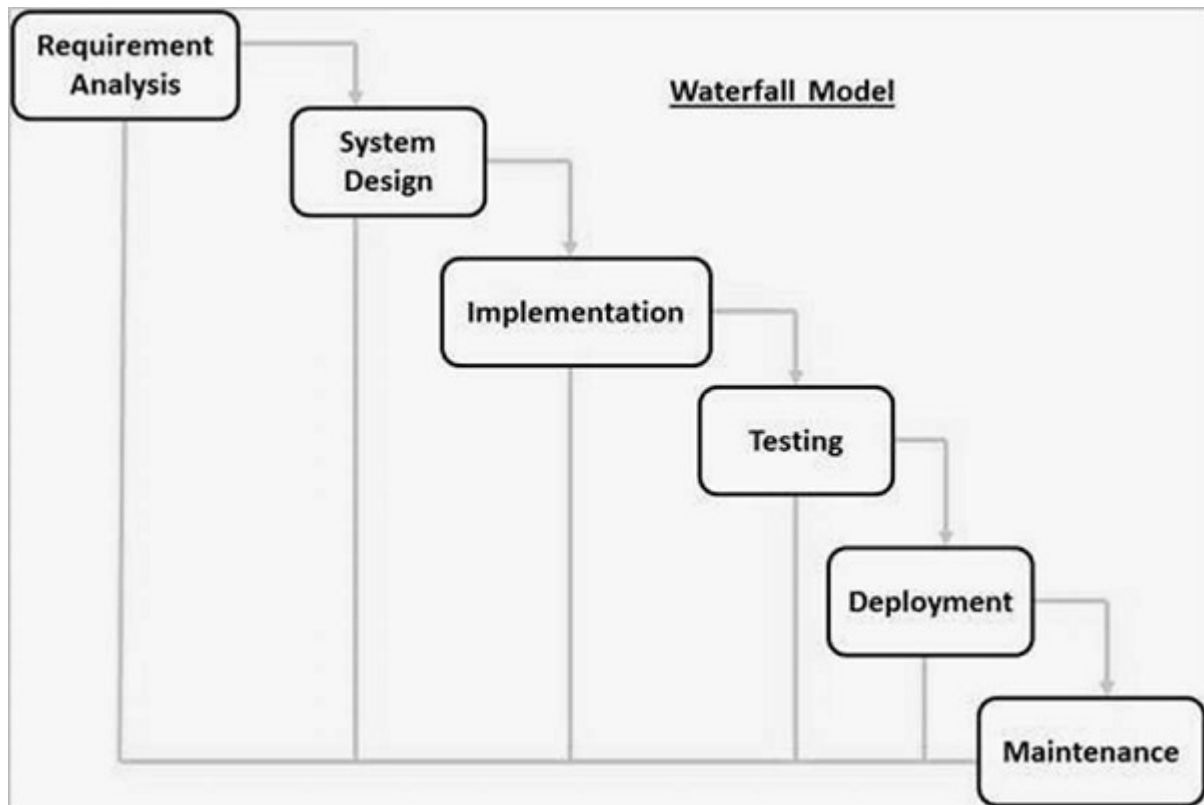 Requirement
Analysis
Waterfall Model
System
Design
Implementation
Testing
Deployment
Maintenance